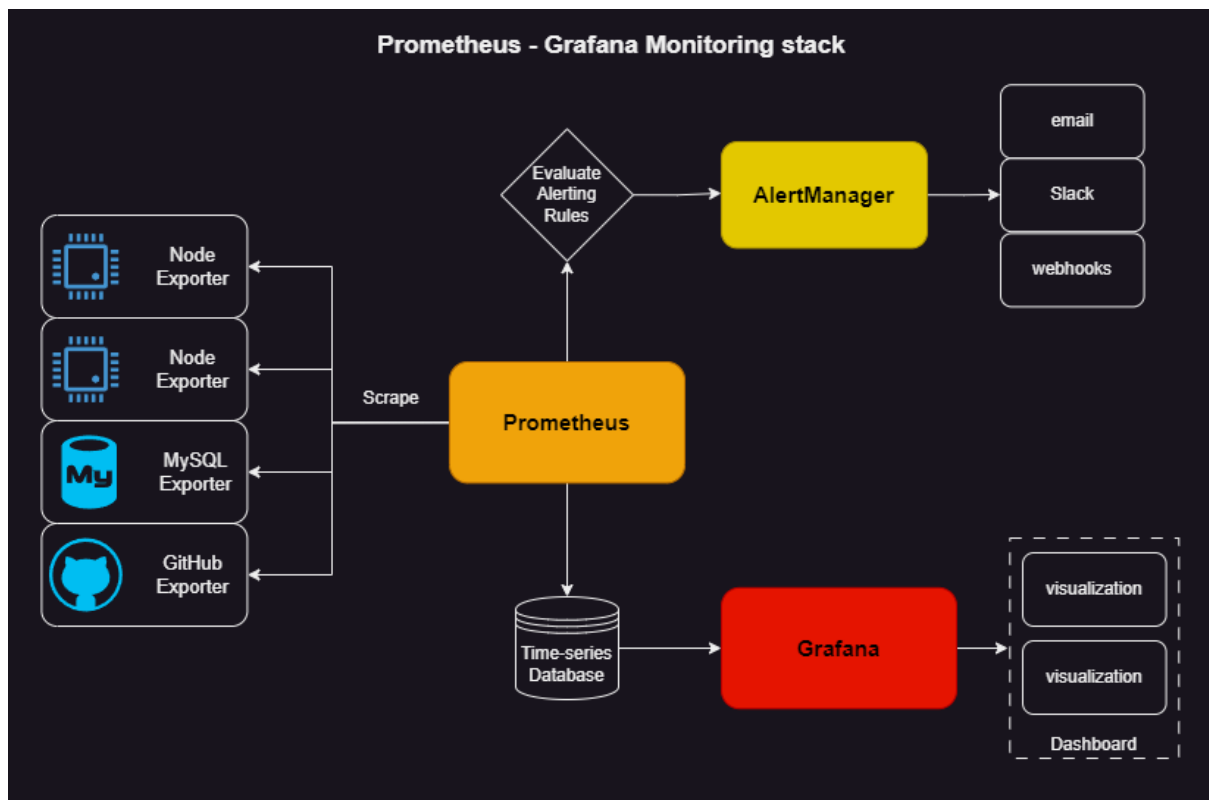 Prometheus - Grafana Monitoring stack
email
Evaluate
Alerting
Rules
AlertManager
Slack
webhooks
Node
Exporter
Node
Exporter
Scrape
Prometheus
MySQL
Exporter
My
GitHub
Exporter
Time-series
Database
Grafana
visualization
visualization
Dashboard